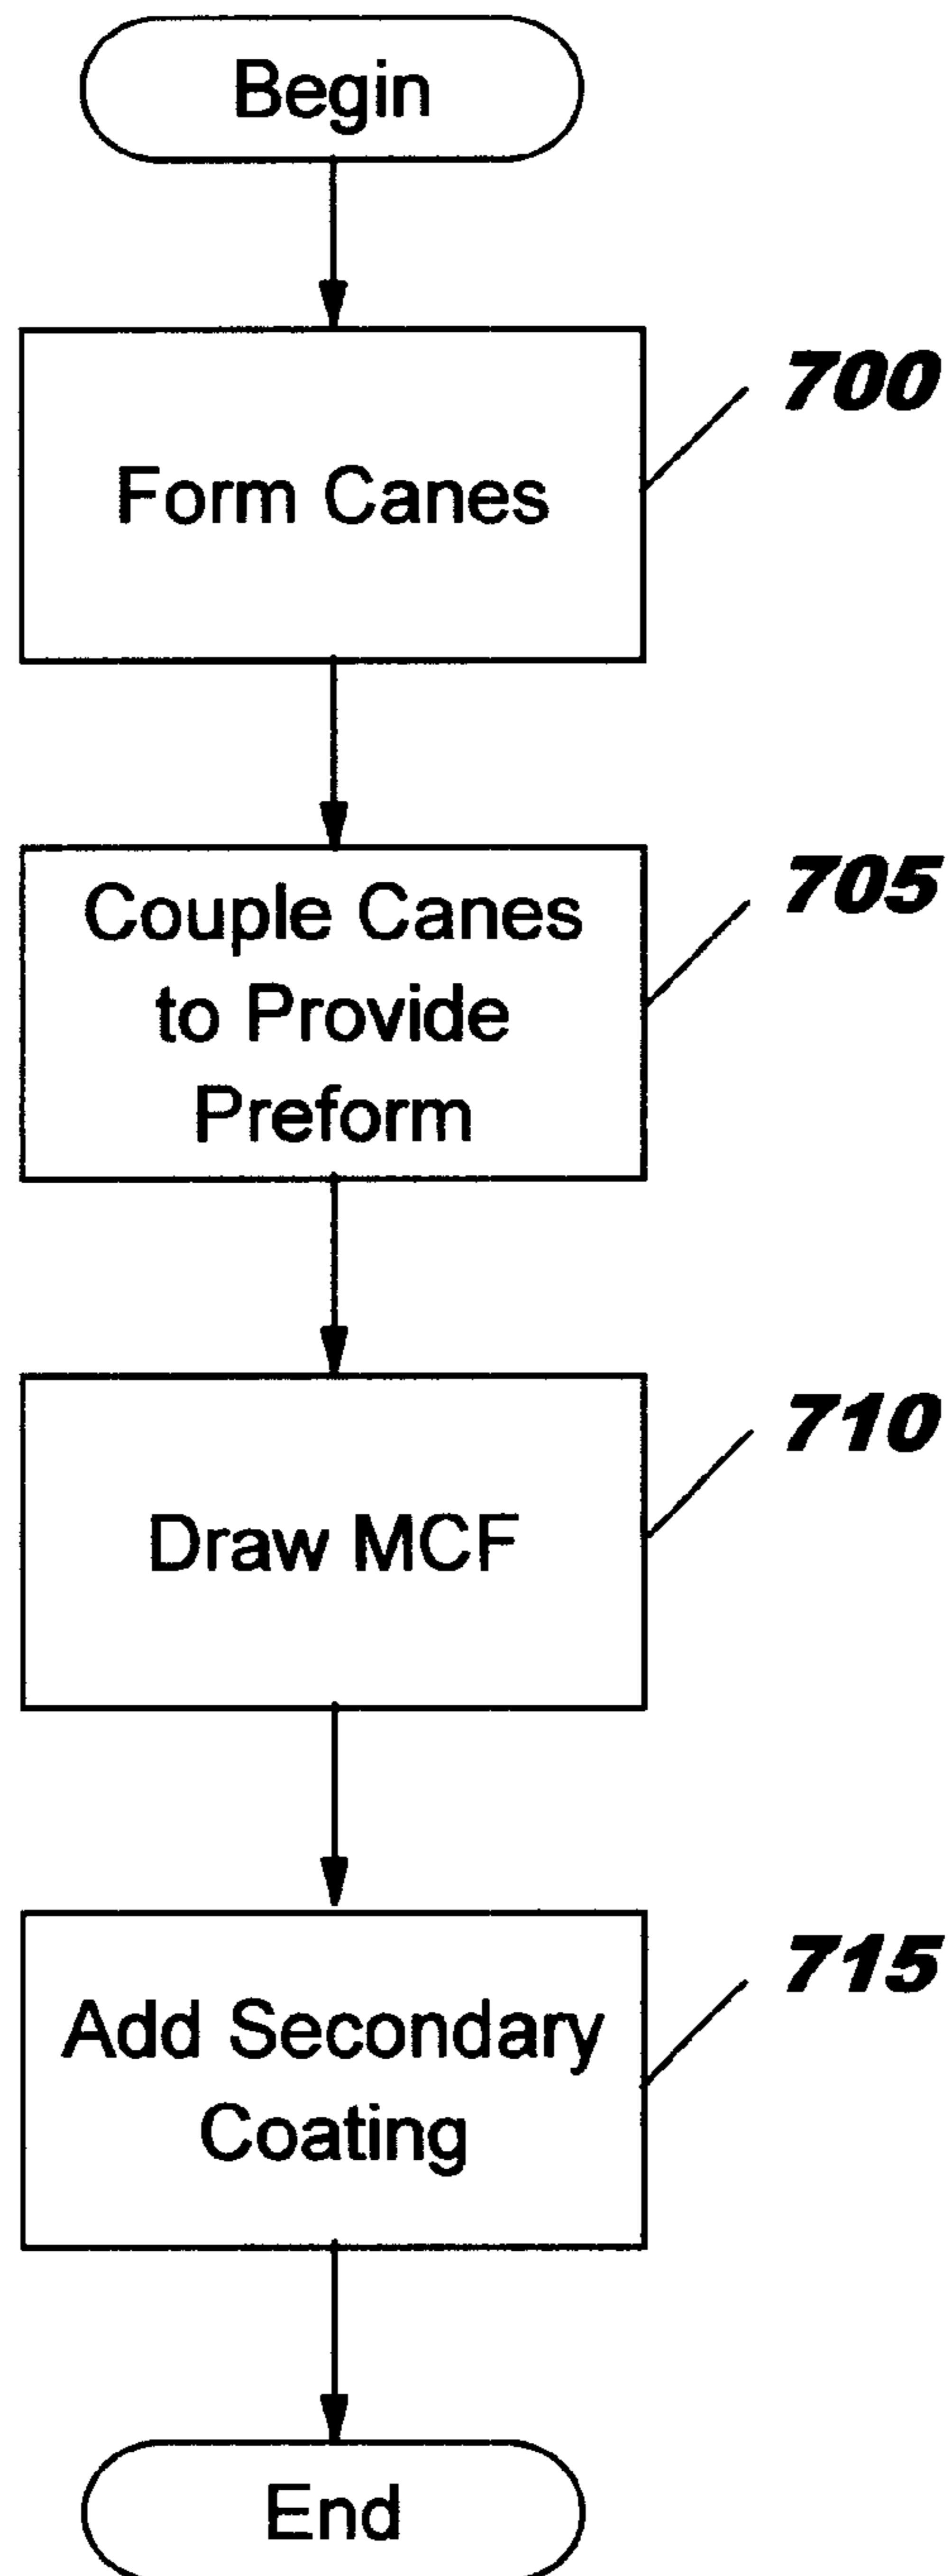 Begin
Form Canes
700
Couple Canes
to Provide
Preform
705
Draw MCF
710
Add Secondary
Coating
715
End